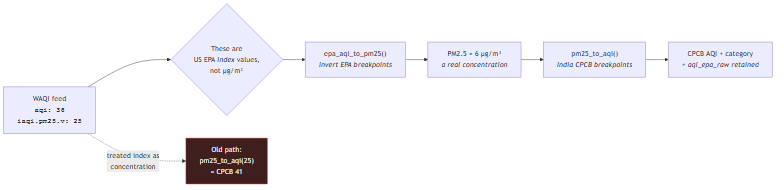 WAQI feed
aqi: 38
iaqi.pm25.v: 25
These are
US EPA index values,
not µg/m³
epa_aqi_to_pm25()
Invert EPA breakpoints
PM2.5 = 6 µg/m³
a real concentration
pm25_to_aqi()
India CPCB breakpoints
CPCB AQI + category
+ aqi_epa_raw retained
treated index as
concentration
Old path:
pm25_to_aqi(25)
= CPCB 41